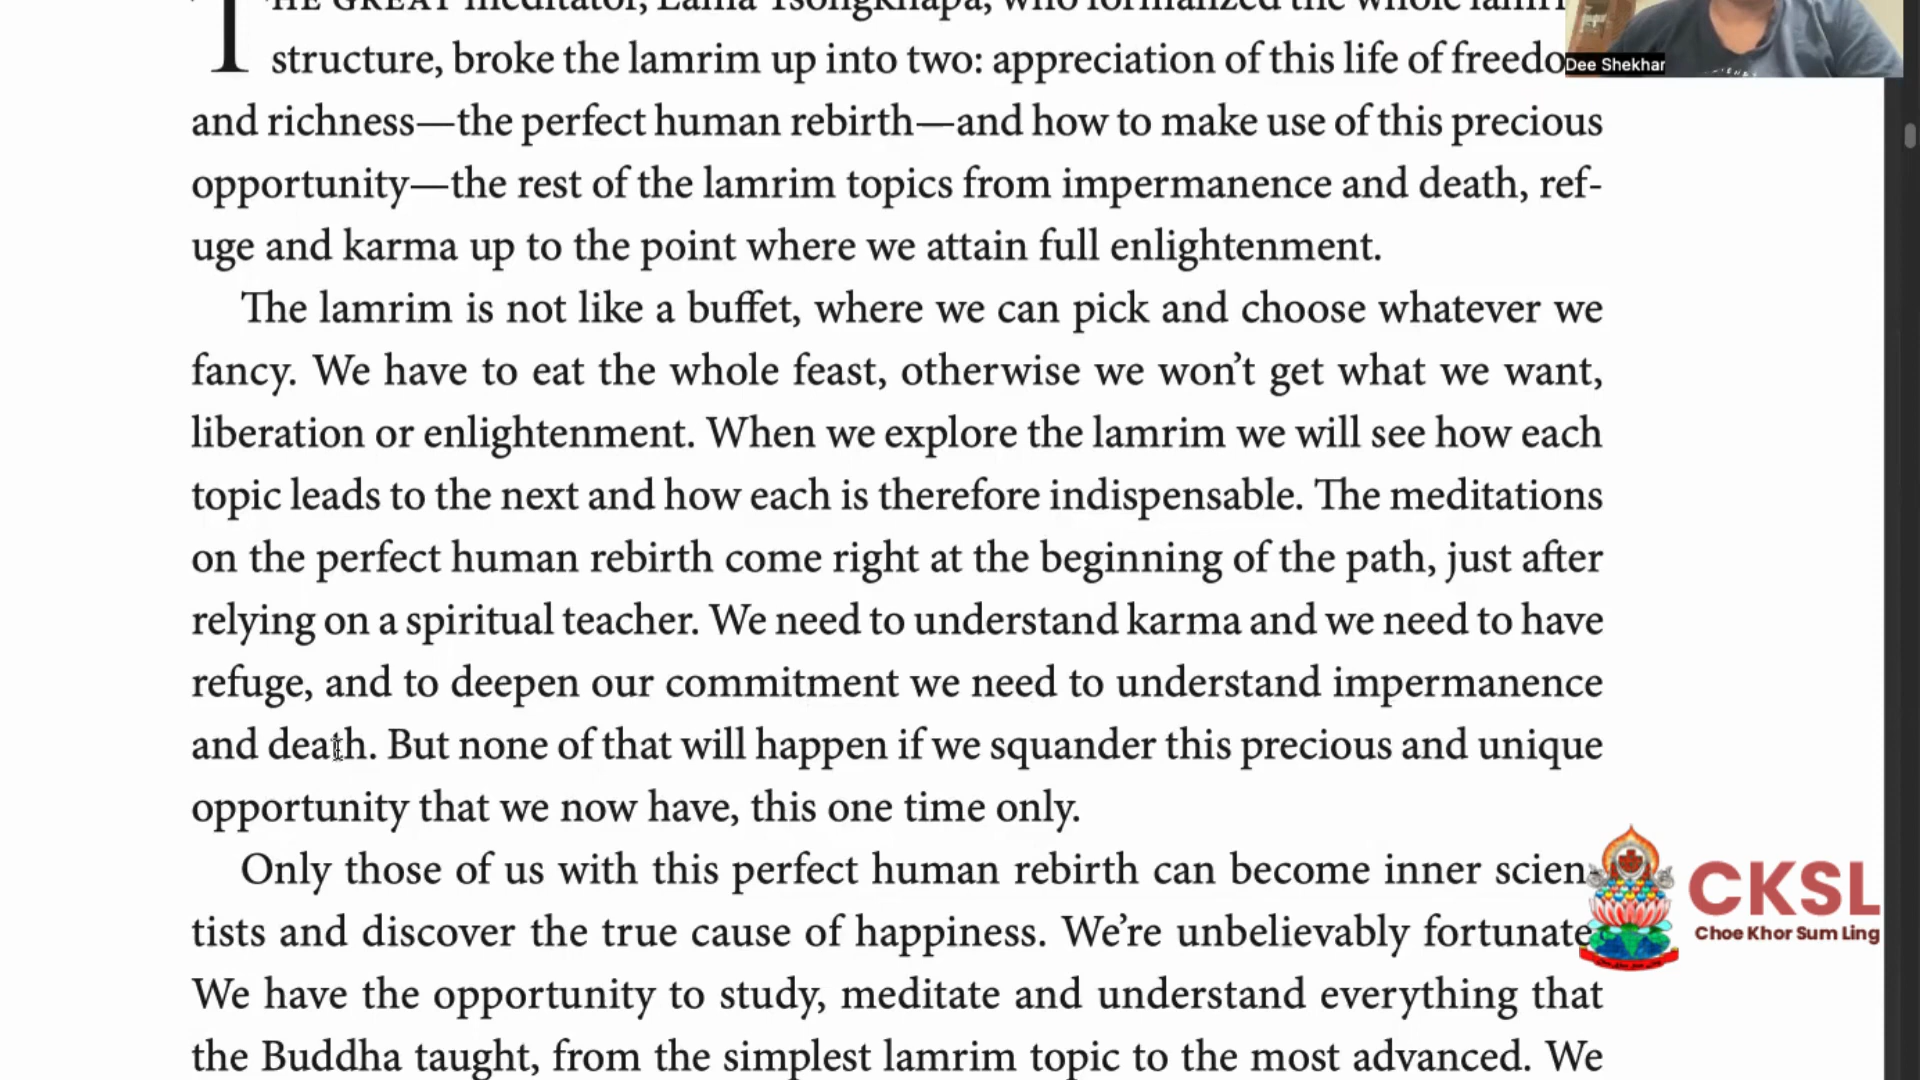 THE GREAT meditator, Lama Tsongkhapa, who formalized the whole lamri
structure, broke the lamrim up into two: appreciation of this life of freedo
Dee Shekhar
and richness—the perfect human rebirth—and how to make use of this precious
opportunity—the rest of the lamrim topics from impermanence and death, ref-
uge and karma up to the point where we attain full enlightenment.
The lamrim is not like a buffet, where we can pick and choose whatever we
fancy. We have to eat the whole feast, otherwise we won’t get what we want,
liberation or enlightenment. When we explore the lamrim we will see how each
topic leads to the next and how each is therefore indispensable. The meditations
on the perfect human rebirth come right at the beginning of the path, just after
relying on a spiritual teacher. We need to understand karma and we need to have
refuge, and to deepen our commitment we need to understand impermanence
and death. But none of that will happen if we squander this precious and unique
opportunity that we now have, this one time only.
Only those of us with this perfect human rebirth can become inner scien-
tists and discover the true cause of happiness. We’re unbelievably fortunate.
We have the opportunity to study, meditate and understand everything that
the Buddha taught, from the simplest lamrim topic to the most advanced. We
CKSL
Choe Khor Sum Ling